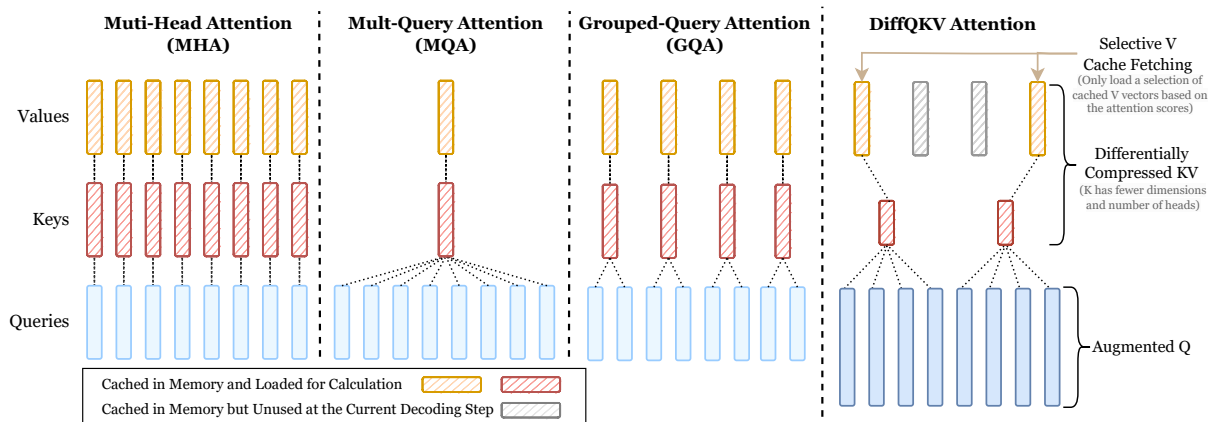 Muti-Head Attention
(MHA)
Mult-Query Attention
(MQA)
Grouped-Query Attention
(GQA)
DiffQKV Attention
Values
Keys
Queries
Selective V
Cache Fetching
(Only load a selection of
cached V vectors based on
the attention scores)
Differentially
Compressed KV
(K has fewer dimensions
and number of heads)
Augmented Q
Cached in Memory and Loaded for Calculation
Cached in Memory but Unused at the Current Decoding Step